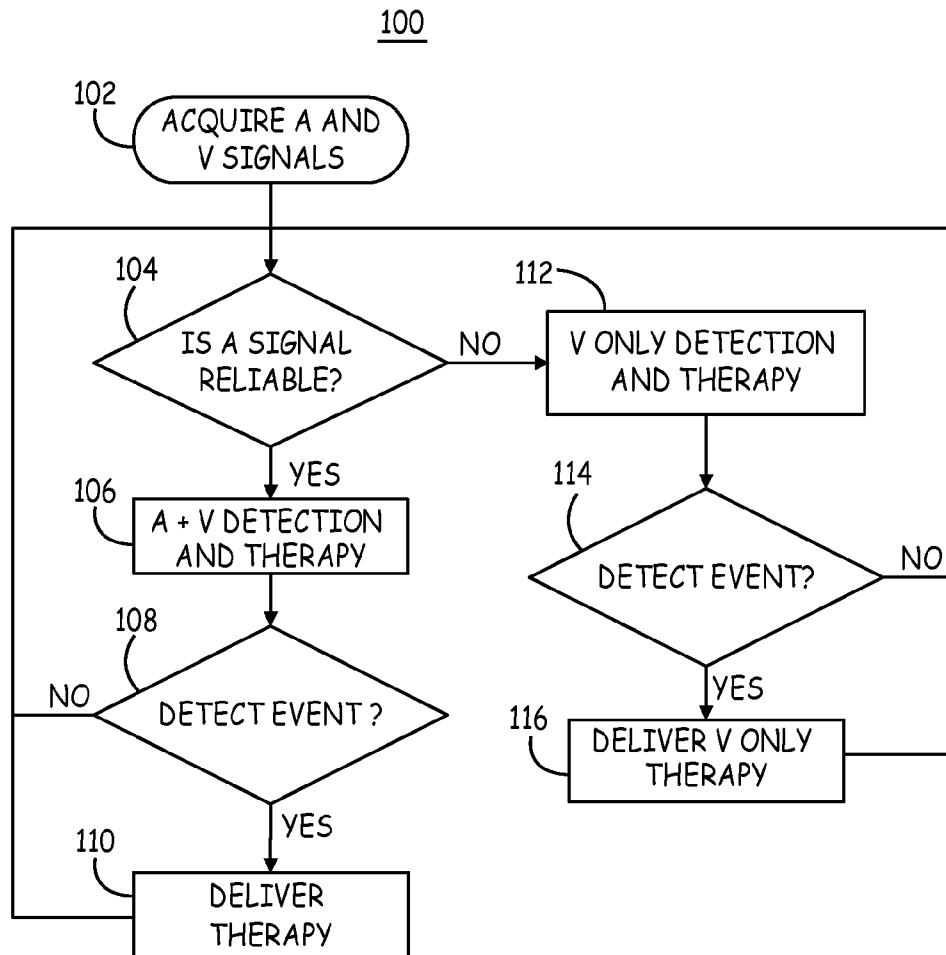 100
102
ACQUIRE A AND
V SIGNALS
104
IS A SIGNAL
RELIABLE?
NO
112
V ONLY DETECTION
AND THERAPY
YES
106
A + V DETECTION
AND THERAPY
114
DETECT EVENT?
NO
108
NO
DETECT EVENT ?
YES
116
DELIVER V ONLY
THERAPY
YES
110
DELIVER
THERAPY